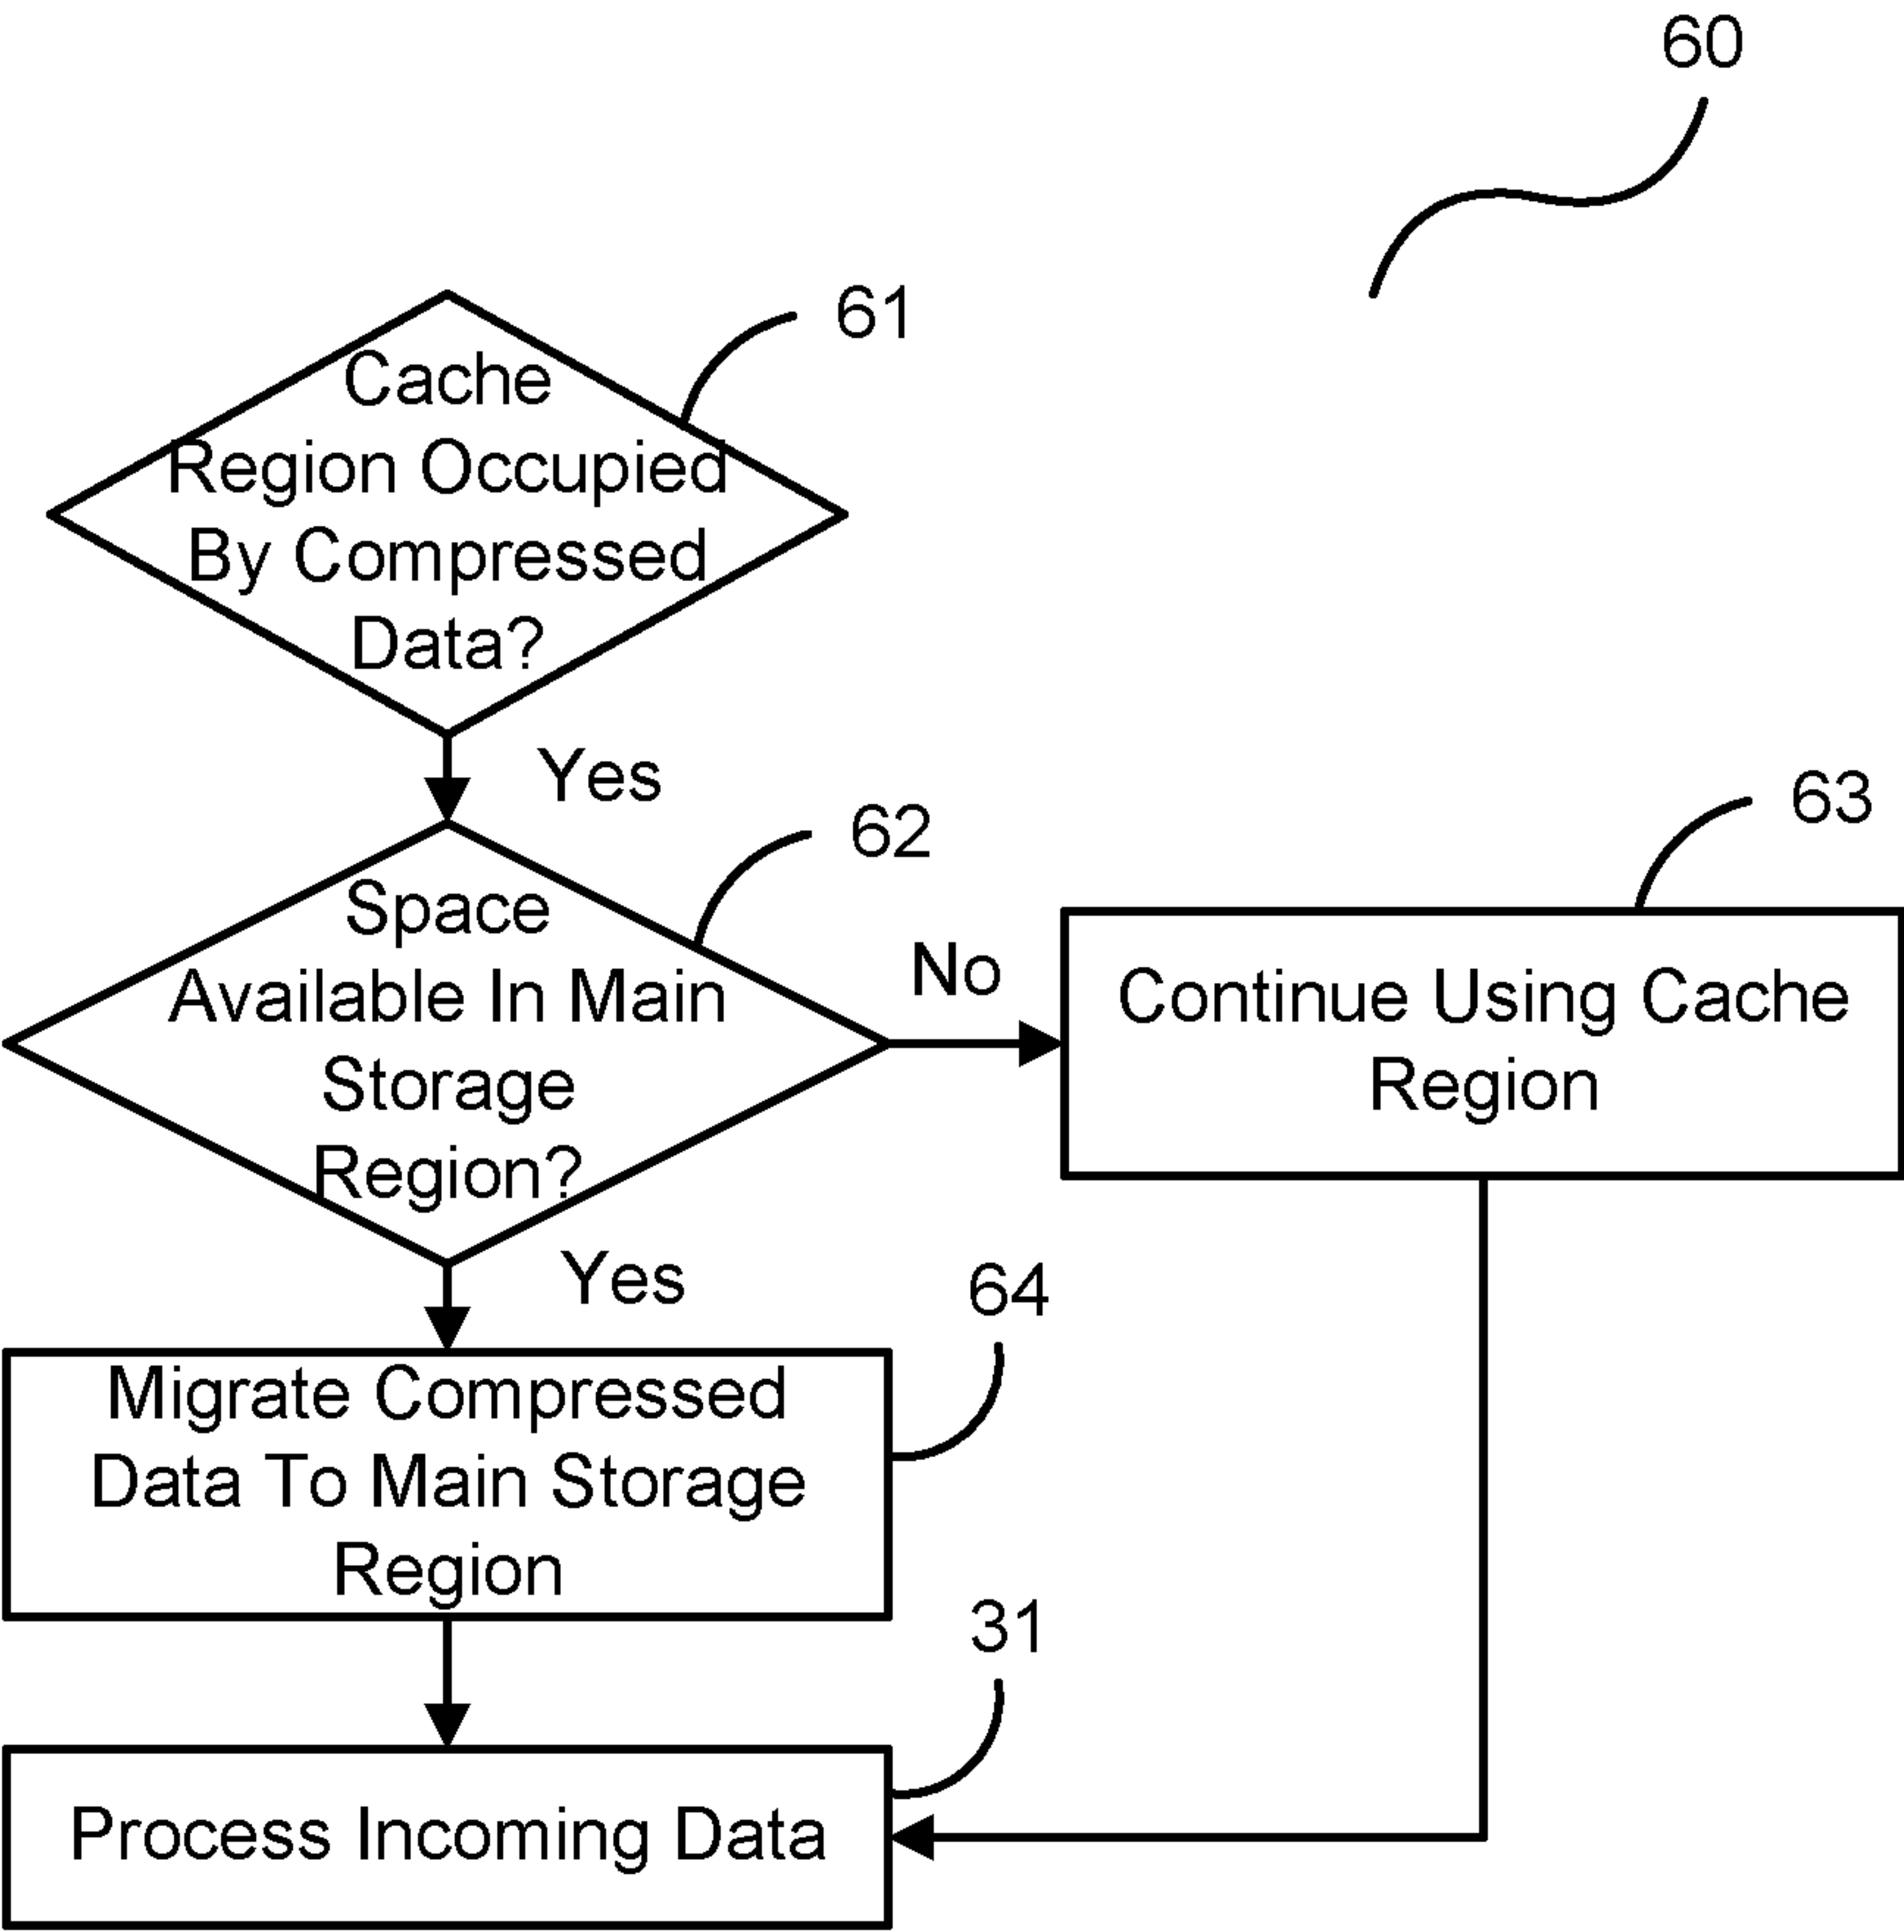 60
61
Cache
Region Occupied
By Compressed
Data?
Yes
62
Space
Available In Main
Storage
Region?
No
63
Continue Using Cache
Region
Yes
64
Migrate Compressed
Data To Main Storage
Region
31
Process Incoming Data